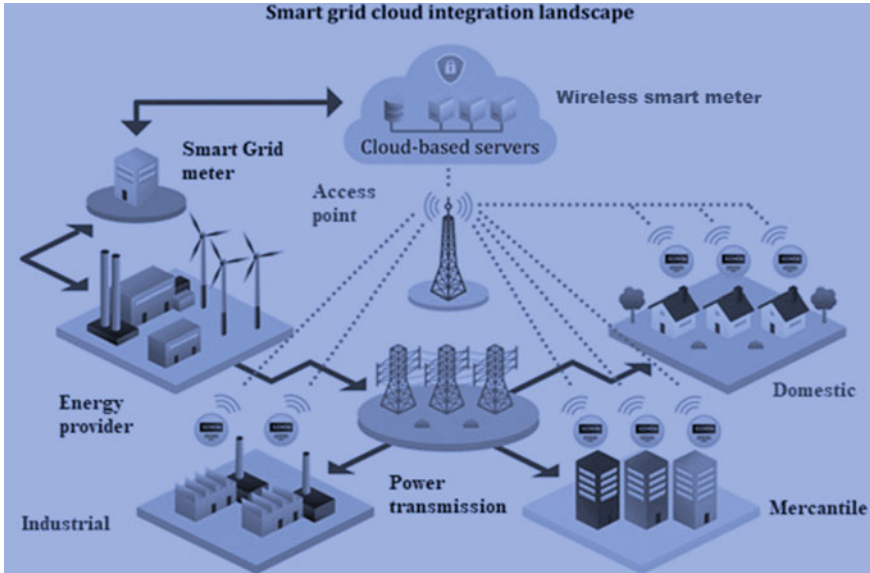 Smart grid cloud integration landscape
Wireless smart meter
Cloud-based servers
Smart Grid
meter
Access
point
Energy
provider
Domestic
Power
transmission
Industrial
Mercantile